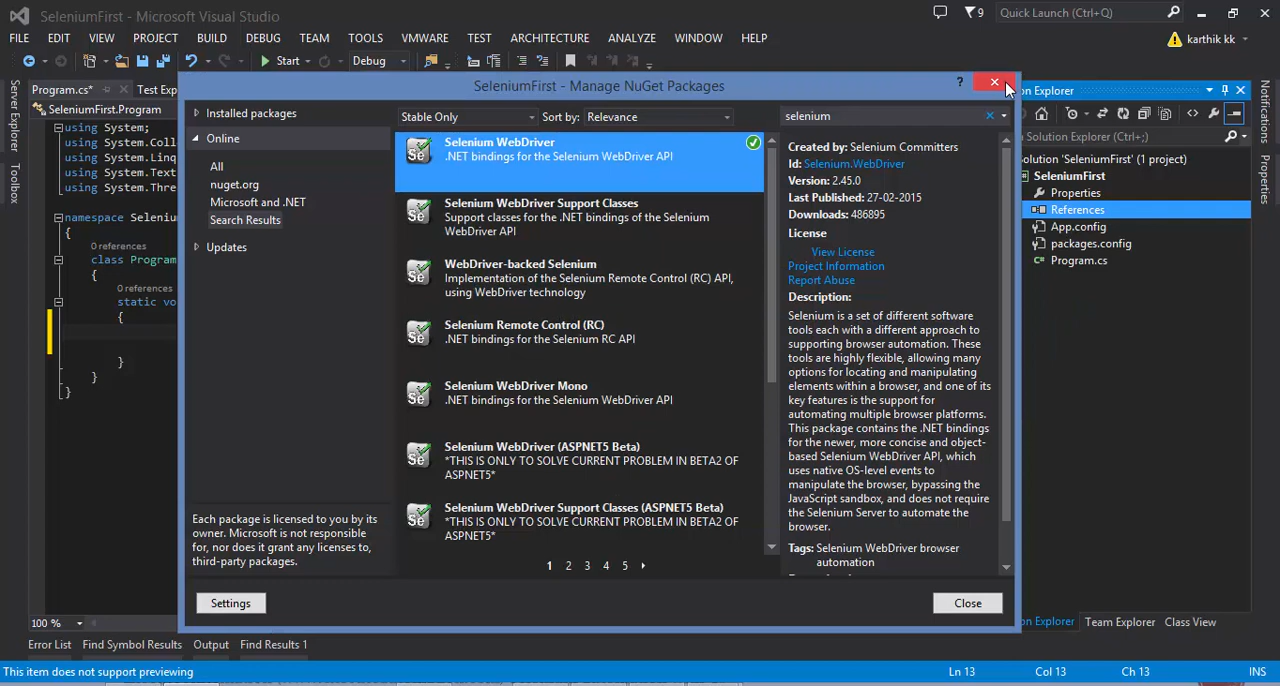 SeleniumFirst - Microsoft Visual Studio
9
Quick Launch (Ctrl+Q)
FILE EDIT VIEW PROJECT BUILD DEBUG TEAM TOOLS VMWARE TEST ARCHITECTURE ANALYZE WINDOW HELP
karthik kk
Start
Debug
Server Explorer
Toolbox
Program.cs*
Test Exp
SeleniumFirst.Program
using System;
using System.Coll
using System.Linq
using System.Text
using System.Thre
namespace Seleniu
{
0 references
class Program
{
0 references
static vo
{
}
}
}
100 %
SeleniumFirst - Manage NuGet Packages
?
Installed packages
Online
All
nuget.org
Microsoft and .NET
Search Results
Updates
Each package is licensed to you by its
owner. Microsoft is not responsible
for, nor does it grant any licenses to,
third-party packages.
Settings
Stable Only
Sort by: Relevance
Selenium WebDriver
.NET bindings for the Selenium WebDriver API
Selenium WebDriver Support Classes
Support classes for the .NET bindings of the Selenium
WebDriver API
WebDriver-backed Selenium
Implementation of the Selenium Remote Control (RC) API,
using WebDriver technology
Selenium Remote Control (RC)
.NET bindings for the Selenium RC API
Selenium WebDriver Mono
.NET bindings for the Selenium WebDriver API
Selenium WebDriver (ASPNET5 Beta)
*THIS IS ONLY TO SOLVE CURRENT PROBLEM IN BETA2 OF
ASPNET5*
Selenium WebDriver Support Classes (ASPNET5 Beta)
*THIS IS ONLY TO SOLVE CURRENT PROBLEM IN BETA2 OF
ASPNET5*
1 2 3 4 5
selenium
Created by: Selenium Committers
Id: Selenium.WebDriver
Version: 2.45.0
Last Published: 27-02-2015
Downloads: 486895
License
View License
Project Information
Report Abuse
Description:
Selenium is a set of different software
tools each with a different approach to
supporting browser automation. These
tools are highly flexible, allowing many
options for locating and manipulating
elements within a browser, and one of its
key features is the support for
automating multiple browser platforms.
This package contains the .NET bindings
for the newer, more concise and object-
based Selenium WebDriver API, which
uses native OS-level events to
manipulate the browser, bypassing the
JavaScript sandbox, and does not require
the Selenium Server to automate the
browser.
Tags: Selenium WebDriver browser
automation
Close
on Explorer
Solution Explorer (Ctrl+;)
olution 'SeleniumFirst' (1 project)
SeleniumFirst
Properties
References
App.config
packages.config
Program.cs
on Explorer Team Explorer Class View
Notifications
Properties
Error List Find Symbol Results Output Find Results 1
This item does not support previewing
Ln 13 Col 13 Ch 13 INS